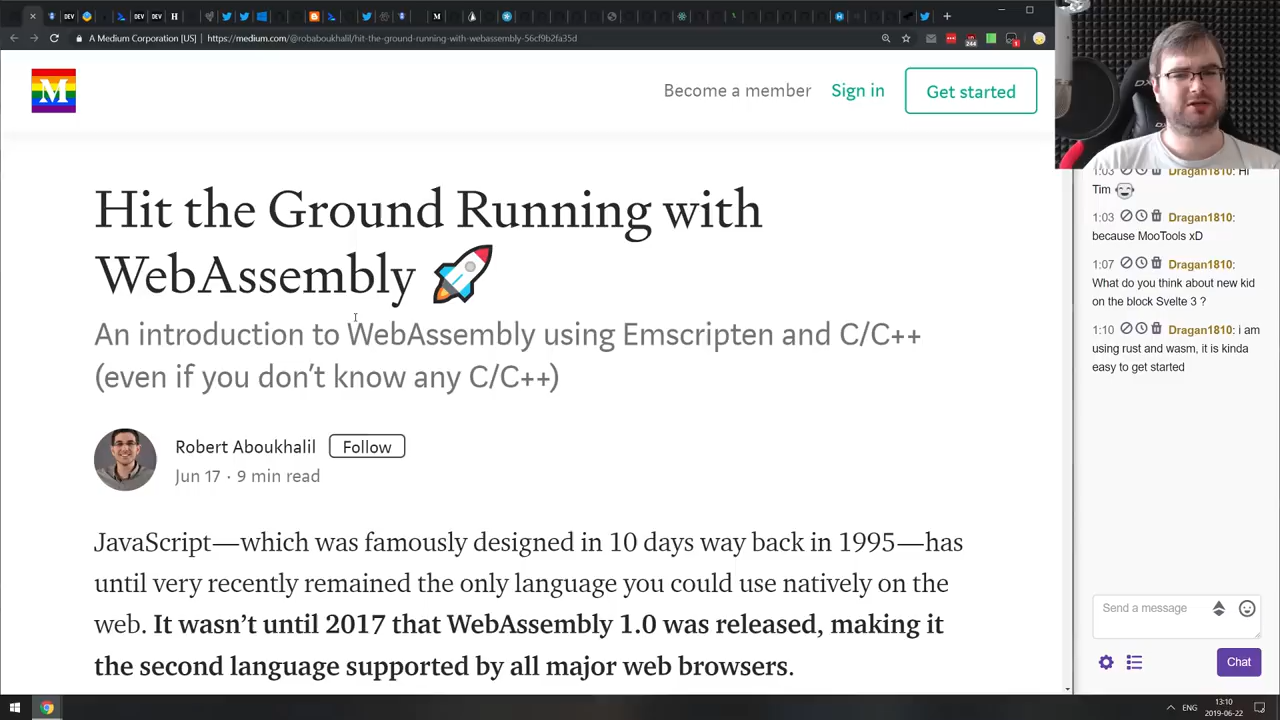 DEV
DEV
H
M
DEV
DEV
A Medium Corporation [US] | https://medium.com/@robaboukhalil/hit-the-ground-running-with-webassembly-56cf9b2fa35d
244
1
M
Become a member
Sign in
Get started
Hit the Ground Running with
WebAssembly 🚀
An introduction to WebAssembly using Emscripten and C/C++
(even if you don’t know any C/C++)
Robert Aboukhalil
Follow
Jun 17 · 9 min read
JavaScript—which was famously designed in 10 days way back in 1995—has
until very recently remained the only language you could use natively on the
web. It wasn’t until 2017 that WebAssembly 1.0 was released, making it
the second language supported by all major web browsers.
1:03 Dragan1810: Hi
Tim
1:03 Dragan1810:
because MooTools xD
1:07 Dragan1810:
What do you think about new kid
on the block Svelte 3 ?
1:10 Dragan1810: i am
using rust and wasm, it is kinda
easy to get started
Send a message
Chat
ENG
13:10
2019-06-22